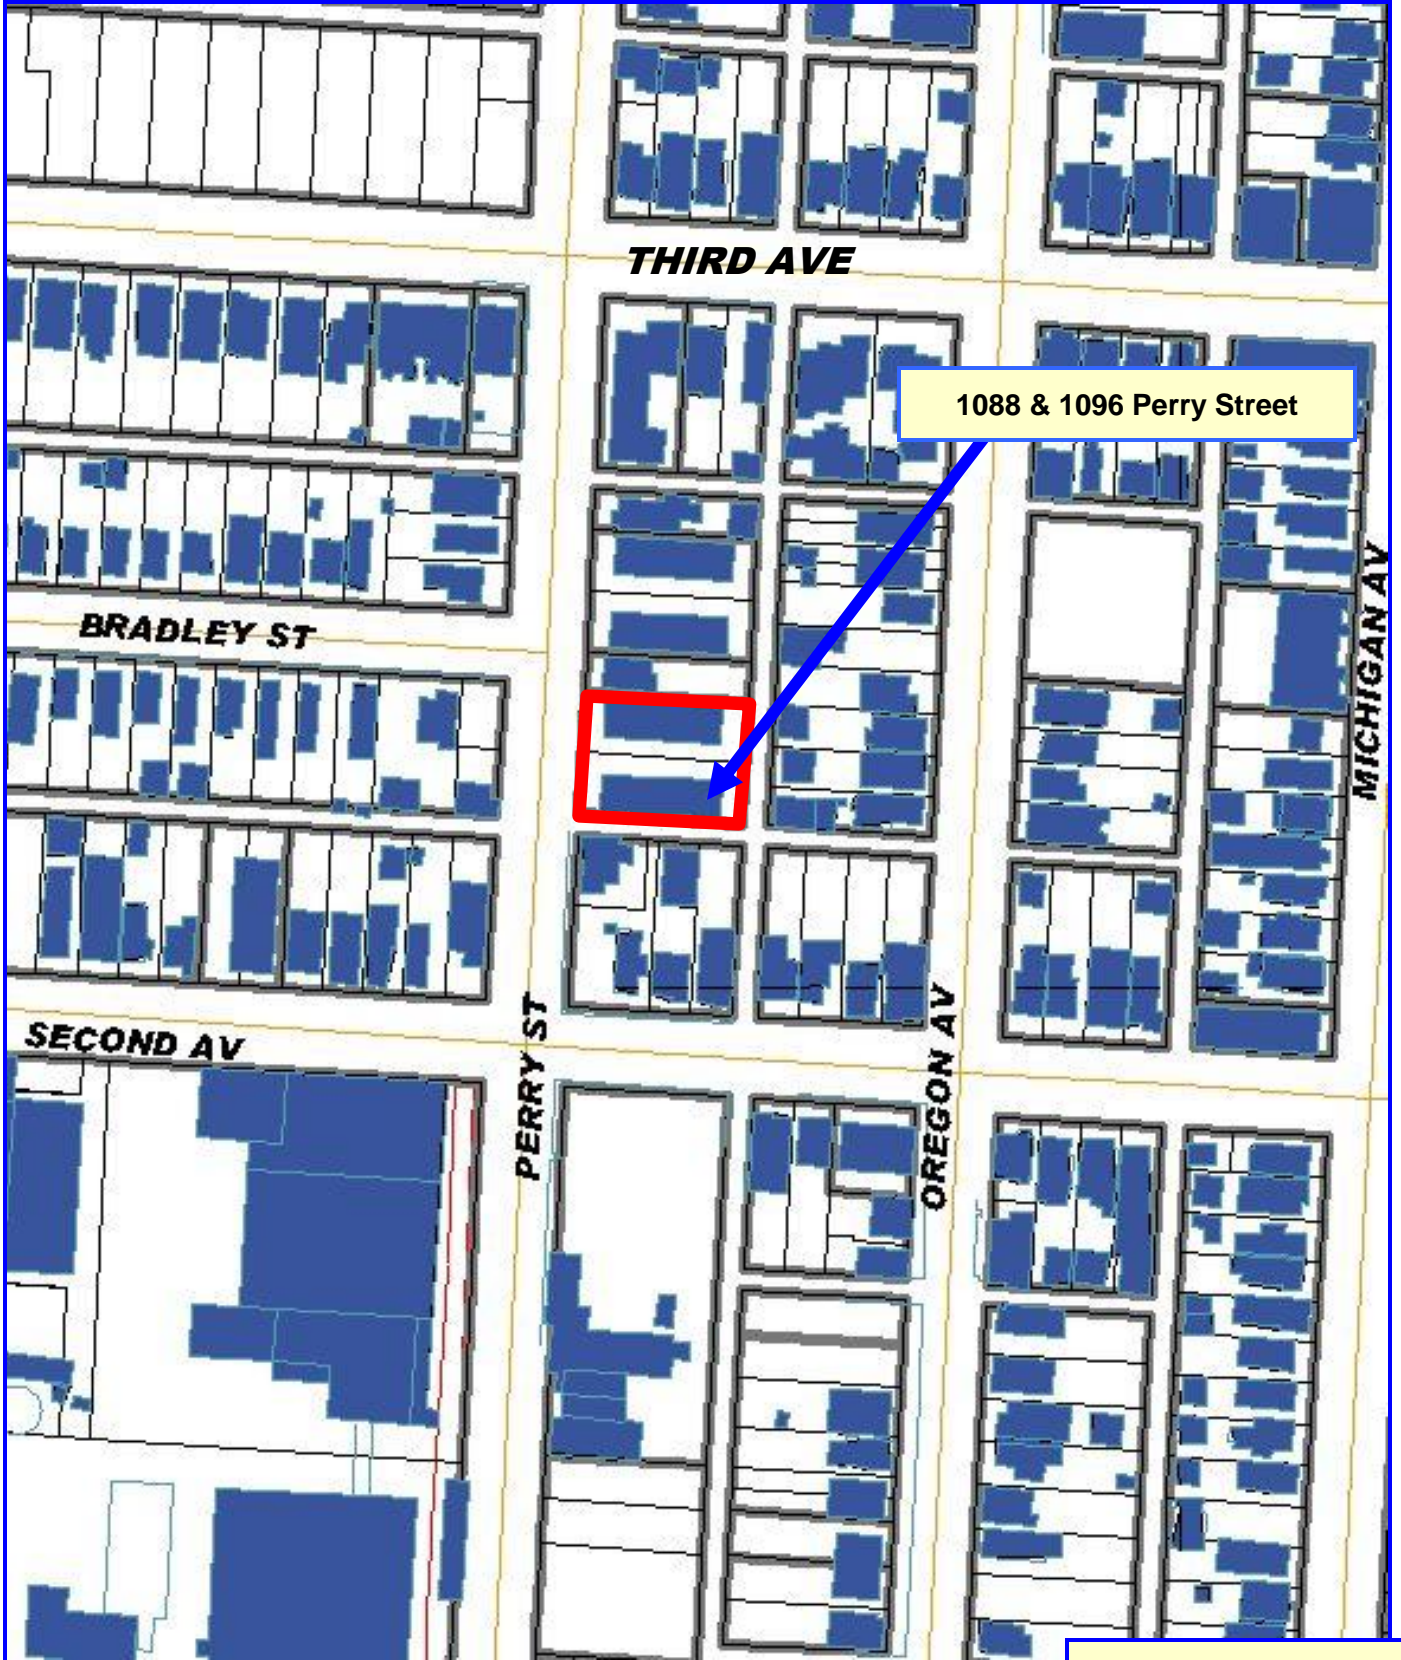 THIRD AVE
1088 & 1096 Perry Street
BRADLEY ST
MICHIGAN AV
SECOND AV
PERRY ST
OREGON AV